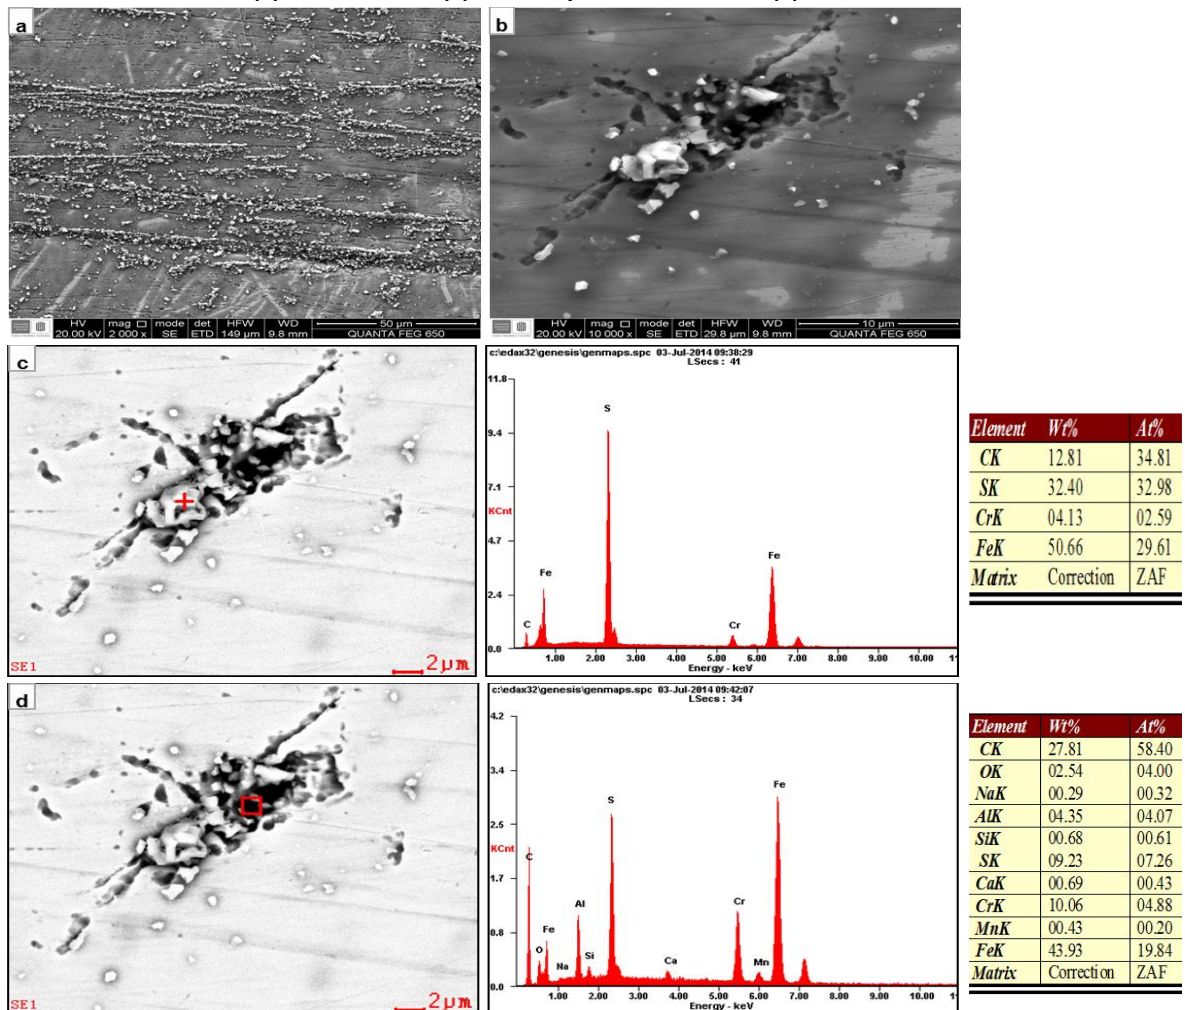 a
b
HV mag mode det HFW WD 50 µm
20.00 kV 2 000 x SE ETD 149 µm 9.8 mm QUANTA FEG 650
HV mag mode det HFW WD 10 µm
20.00 kV 10 000 x SE ETD 29.8 µm 9.8 mm QUANTA FEG 650
c
SE1
2µm
c:\edax32\genesis\genmaps.spc 03-Jul-2014 09:38:29
LSecs : 41
11.8
9.4
7.1
KCnt
4.7
2.4
0.0
C
Fe
S
Cr
Fe
1.00 2.00 3.00 4.00 5.00 6.00 7.00 8.00 9.00 10.00
Energy - keV
Element Wt% At%
CK 12.81 34.81
SK 32.40 32.98
CrK 04.13 02.59
FeK 50.66 29.61
Matrix Correction ZAF
d
SE1
2µm
c:\edax32\genesis\genmaps.spc 03-Jul-2014 09:42:07
LSecs : 34
4.2
3.4
2.6
KCnt
1.7
0.8
0.0
C
O
Fe
Na
Al
Si
S
Ca
Cr
Mn
Fe
1.00 2.00 3.00 4.00 5.00 6.00 7.00 8.00 9.00 10.00
Energy - keV
Element Wt% At%
CK 27.81 58.40
OK 02.54 04.00
NaK 00.29 00.32
AlK 04.35 04.07
SiK 00.68 00.61
SK 09.23 07.26
CaK 00.69 00.43
CrK 10.06 04.88
MnK 00.43 00.20
FeK 43.93 19.84
Matrix Correction ZAF